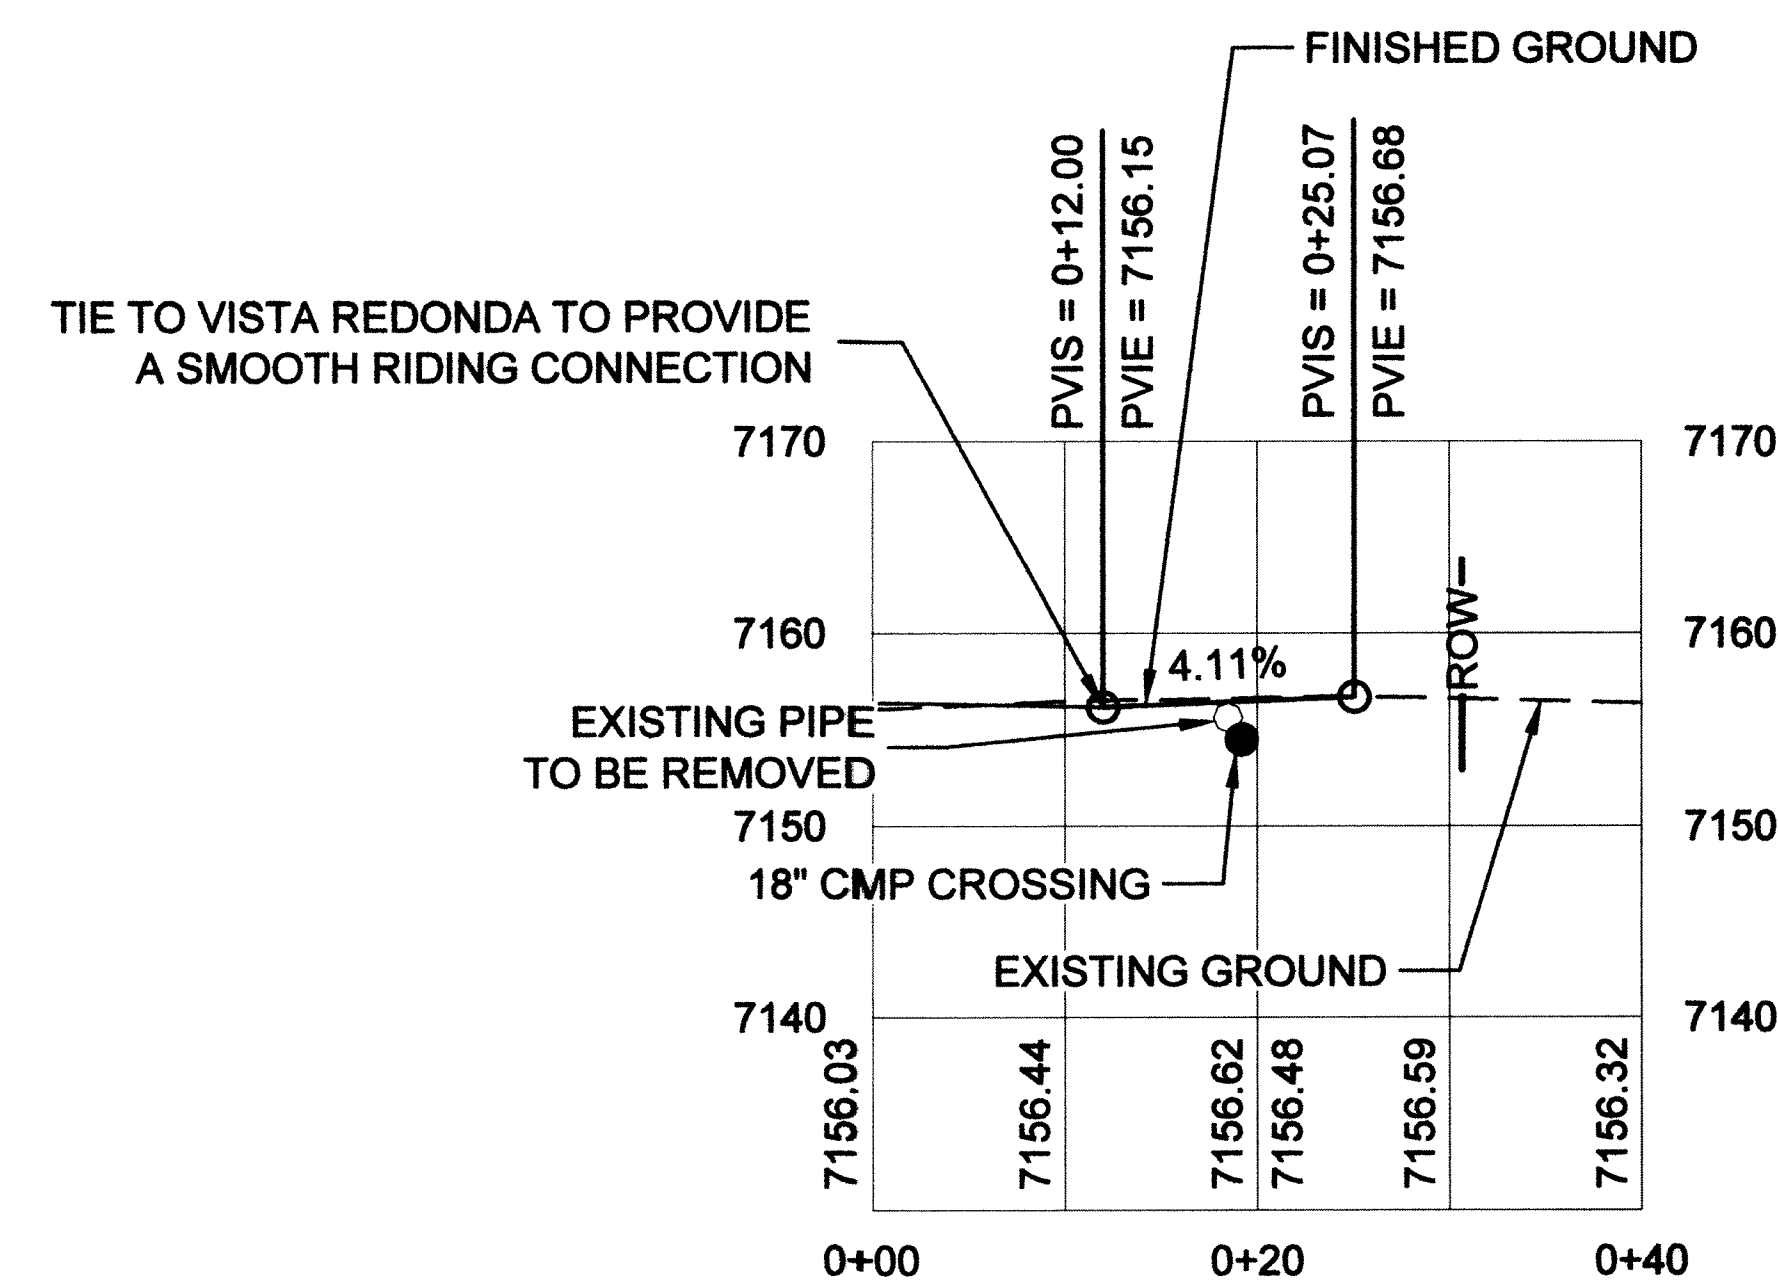 FINISHED GROUND
PVIS = 0+12.00
PVIE = 7156.15
PVIS = 0+25.07
PVIE = 7156.68
TIE TO VISTA REDONDA TO PROVIDE
A SMOOTH RIDING CONNECTION
7170
7170
7160
7160
ROW
4.11%
EXISTING PIPE
TO BE REMOVED
7150
7150
18" CMP CROSSING
EXISTING GROUND
7140
7140
7156.03
7156.44
7156.62
7156.48
7156.59
7156.32
0+00
0+20
0+40